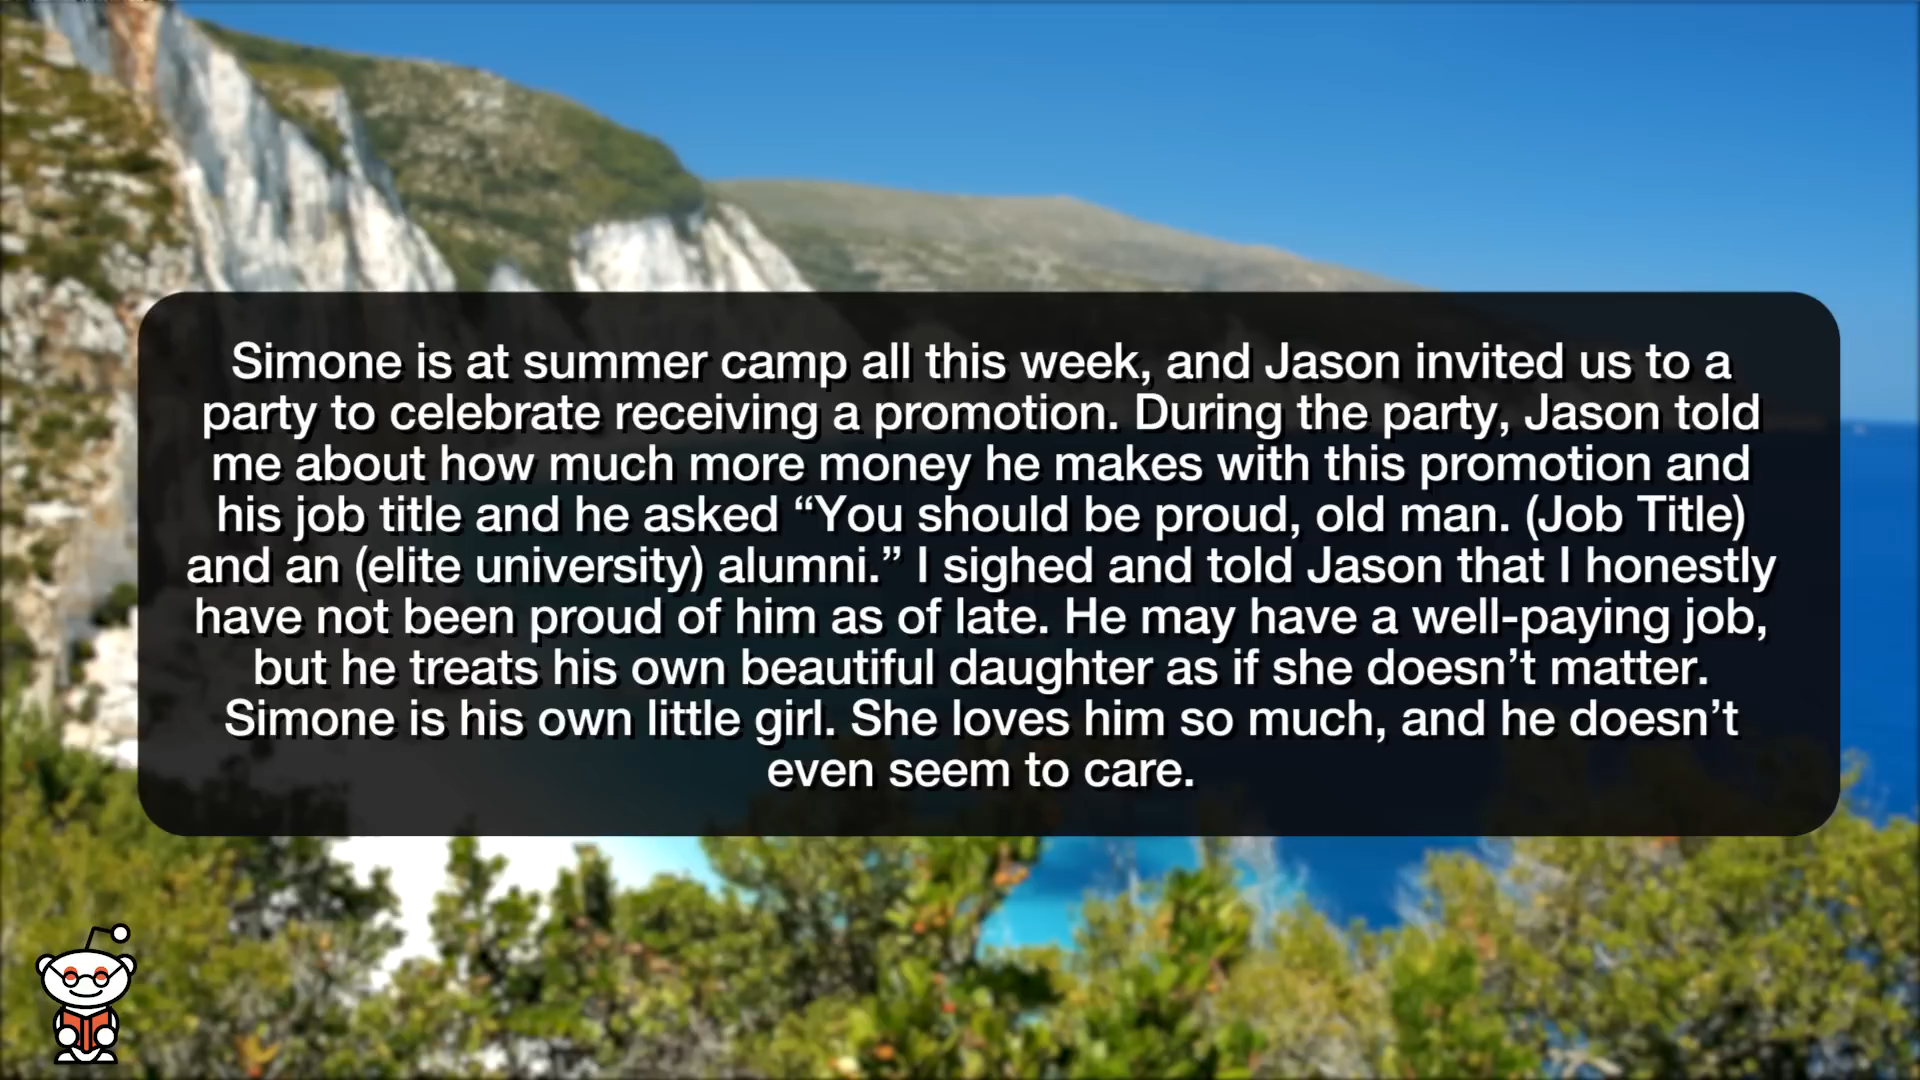 Simone is at summer camp all this week, and Jason invited us to a
party to celebrate receiving a promotion. During the party, Jason told
me about how much more money he makes with this promotion and
his job title and he asked “You should be proud, old man. (Job Title)
and an (elite university) alumni.” I sighed and told Jason that I honestly
have not been proud of him as of late. He may have a well-paying job,
but he treats his own beautiful daughter as if she doesn’t matter.
Simone is his own little girl. She loves him so much, and he doesn’t
even seem to care.